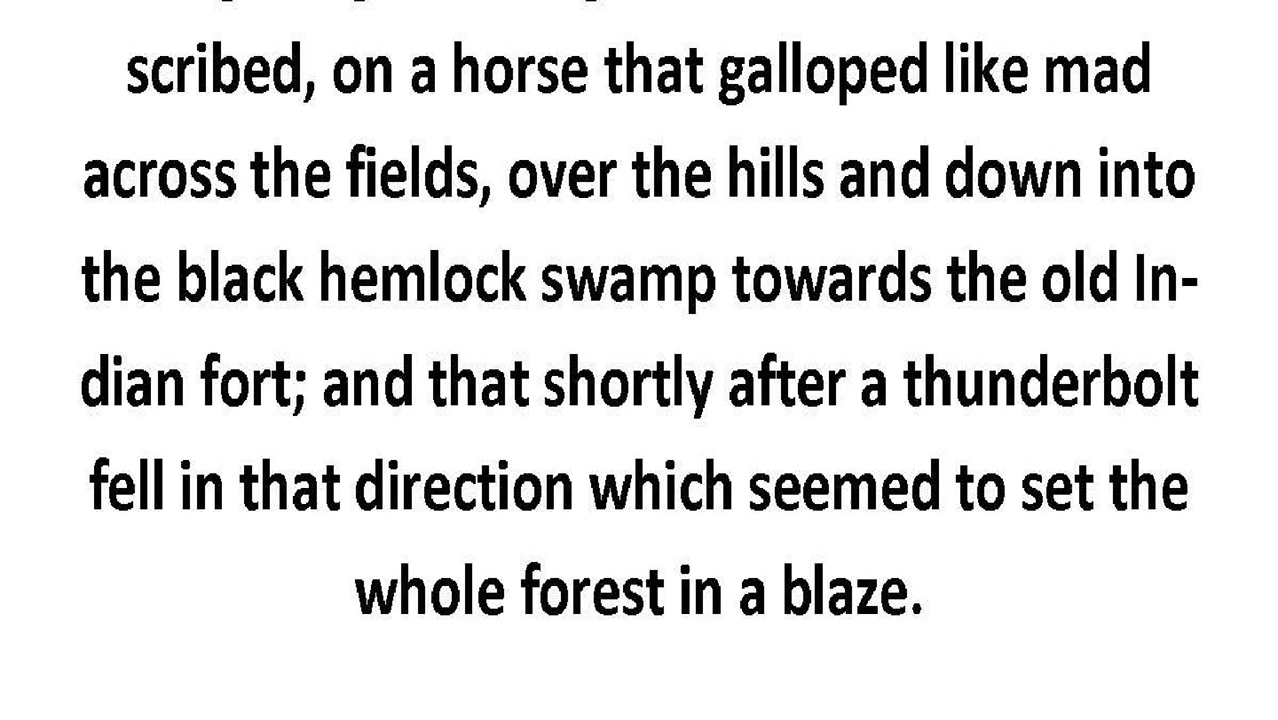 scribed, on a horse that galloped like mad
across the fields, over the hills and down into
the black hemlock swamp towards the old In-
dian fort; and that shortly after a thunderbolt
fell in that direction which seemed to set the
whole forest in a blaze.